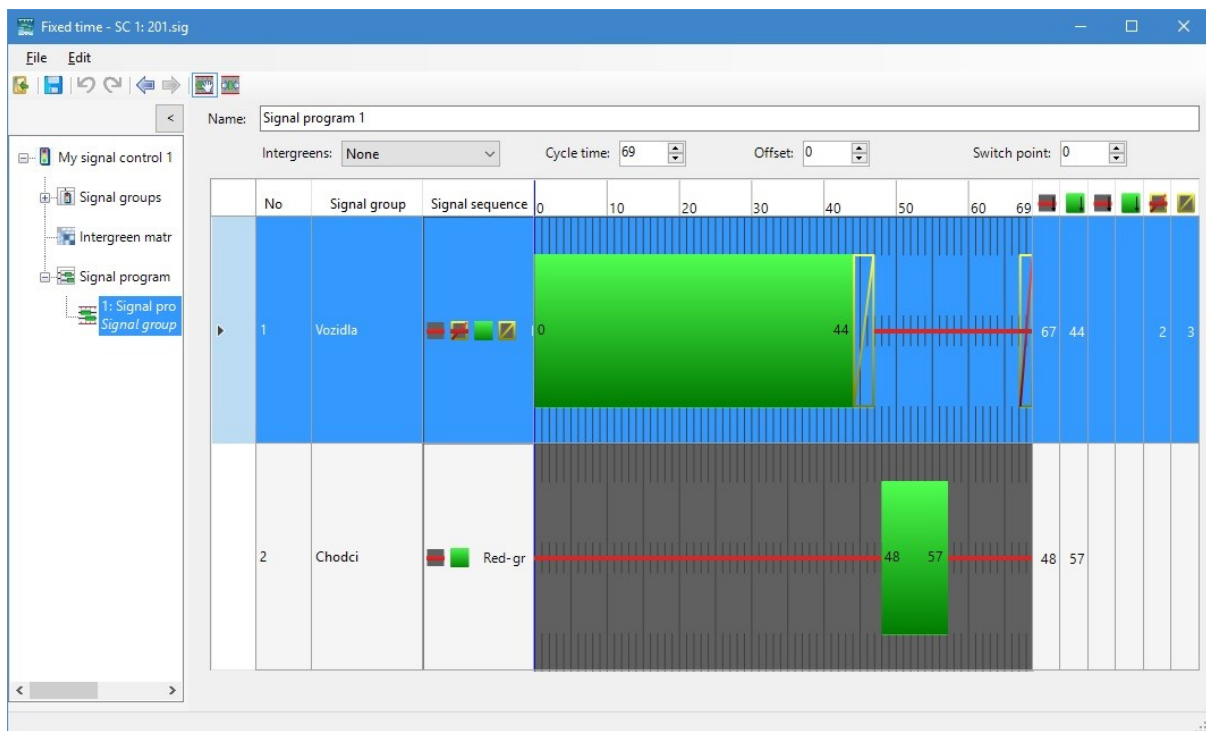 Fixed time - SC 1: 201.sig
File Edit
<
Name: Signal program 1
My signal control 1
Intergreens: None Cycle time: 69 Offset: 0 Switch point: 0
Signal groups
Intergreen matr
Signal program
1: Signal pro
Signal group
No Signal group Signal sequence 0 10 20 30 40 50 60 69
1 Vozidla 0 44 67 44 2 3
2 Chodci Red-gr 48 57 48 57
< >